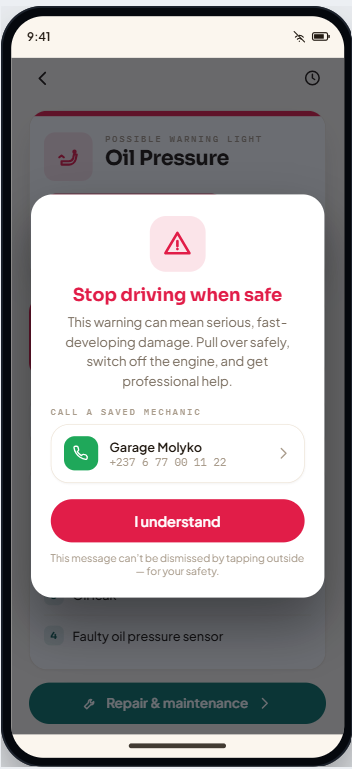 9:41
POSSIBLE WARNING LIGHT
Oil Pressure
Stop driving when safe
This warning can mean serious, fast-
developing damage. Pull over safely,
switch off the engine, and get
professional help.
CALL A SAVED MECHANIC
Garage Molyko
+237 6 77 00 11 22
I understand
This message can't be dismissed by tapping outside
— for your safety.
4 Faulty oil pressure sensor
Repair & maintenance